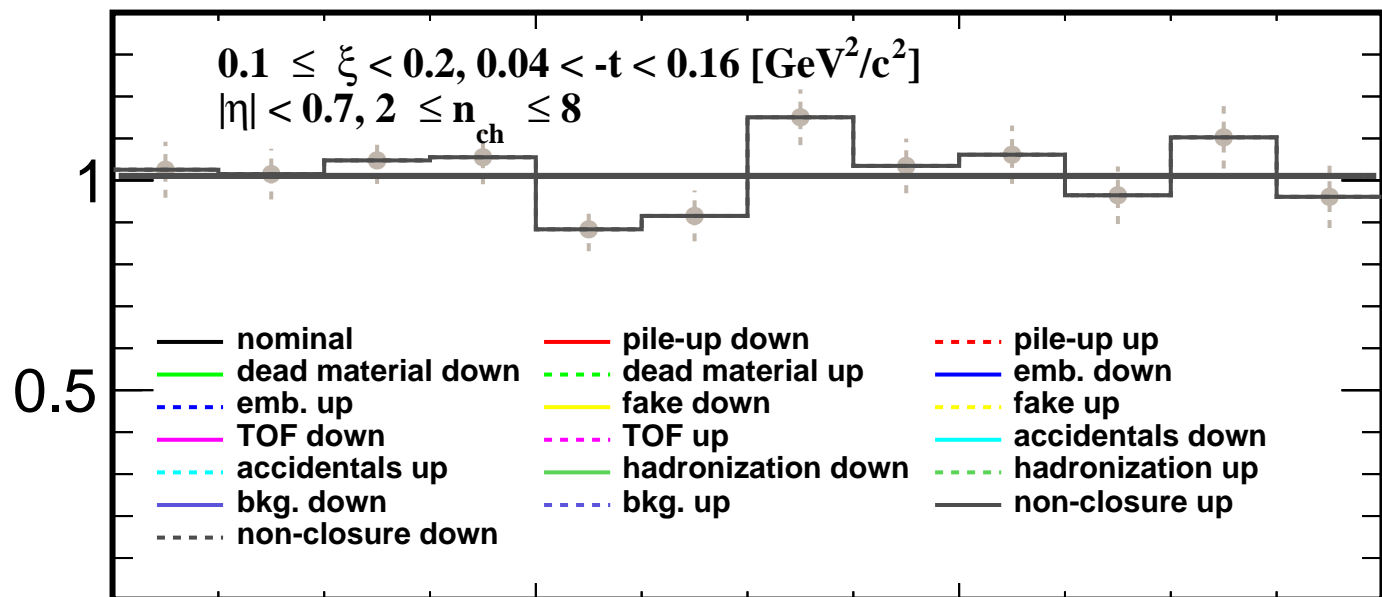 0.1 ≤ ξ < 0.2, 0.04 < -t < 0.16 [GeV²/c²]
|η| < 0.7, 2 ≤ n_ch ≤ 8
1
0.5
nominal pile-up down pile-up up
dead material down dead material up emb. down
emb. up fake down fake up
TOF down TOF up accidentals down
accidentals up hadronization down hadronization up
bkg. down bkg. up non-closure up
non-closure down